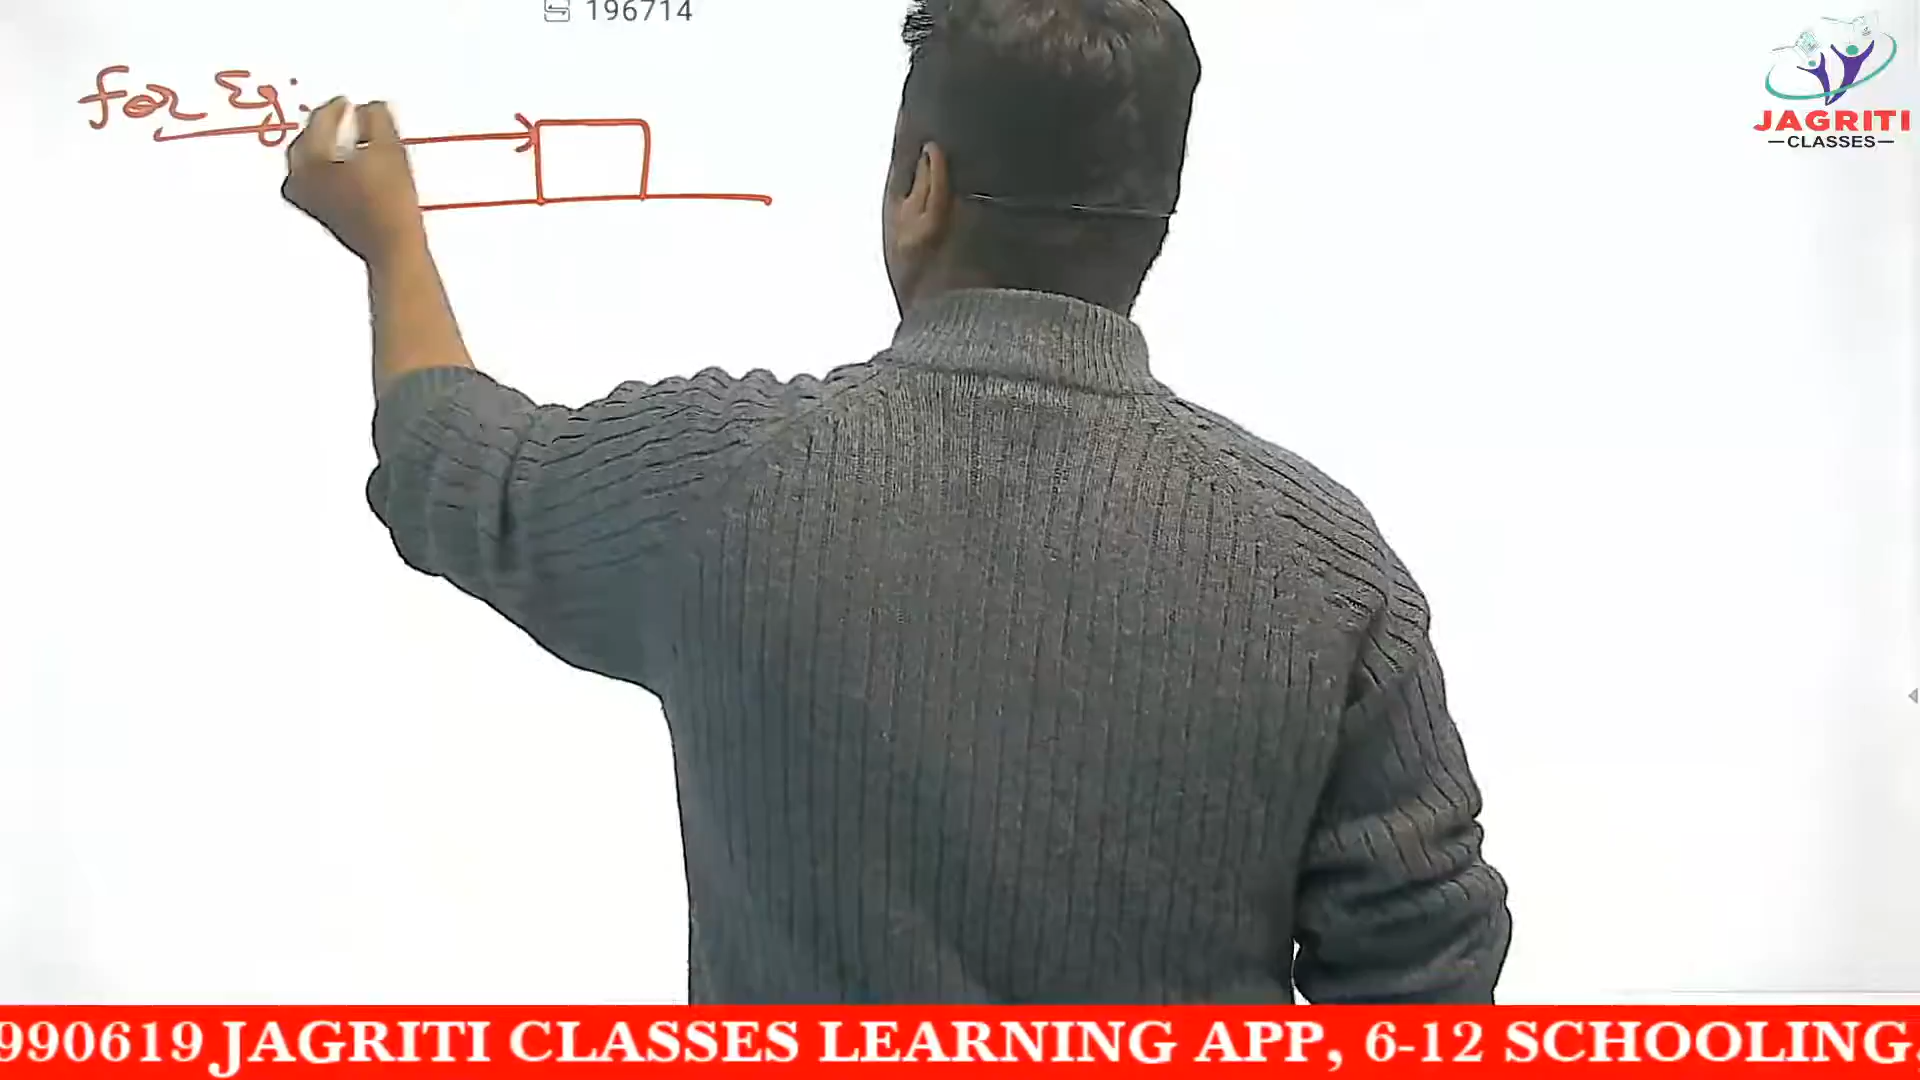 196714
for Eg:
JAGRITI
CLASSES
990619 JAGRITI CLASSES LEARNING APP, 6-12 SCHOOLING.